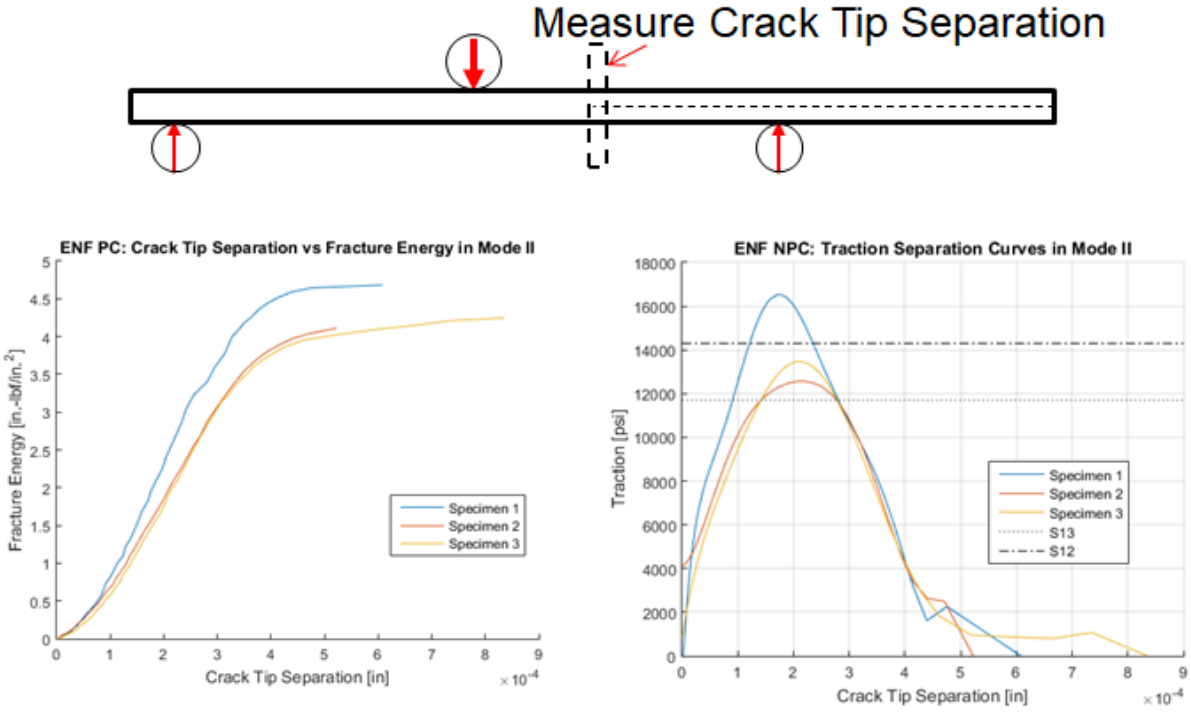 Measure Crack Tip Separation
ENF PC: Crack Tip Separation vs Fracture Energy in Mode II
5
4.5
4
3.5
3
2.5
2
1.5
1
0.5
0
Fracture Energy [in.-lbf/in.²]
Specimen 1
Specimen 2
Specimen 3
0 1 2 3 4 5 6 7 8 9
Crack Tip Separation [in]
×10⁻⁴
ENF NPC: Traction Separation Curves in Mode II
18000
16000
14000
12000
10000
8000
6000
4000
2000
0
Traction [psi]
Specimen 1
Specimen 2
Specimen 3
S13
S12
0 1 2 3 4 5 6 7 8 9
Crack Tip Separation [in]
×10⁻⁴